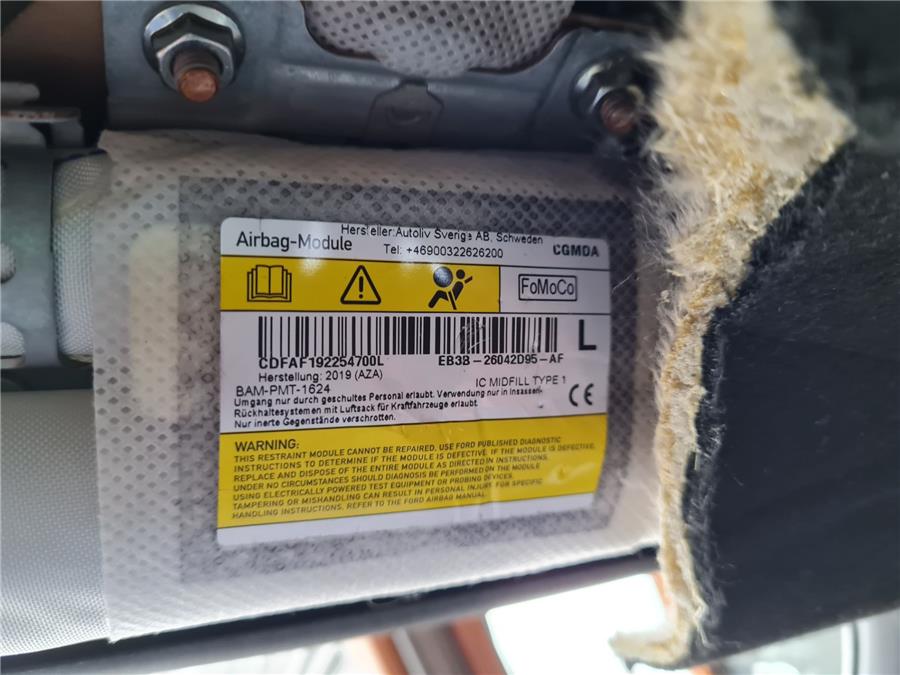 Hersteller:Autoliv Sverige AB, Schweden
Airbag-Module
Tel: +46900322626200
CGMDA
FoMoCo
L
CDFAF192254700L
EB3B-26042D95-AF
Herstellung: 2019 (AZA)
IC MIDFILL TYPE 1
BAM-PMT-1624
CE
Umgang nur durch geschultes Personal erlaubt. Verwendung nur in Insassen-
Rückhaltesystemen mit Luftsack für Kraftfahrzeuge erlaubt.
Nur inerte Gegenstände verschrotten.
WARNING:
THIS RESTRAINT MODULE CANNOT BE REPAIRED, USE FORD PUBLISHED DIAGNOSTIC
INSTRUCTIONS TO DETERMINE IF THE MODULE IS DEFECTIVE. IF THE MODULE IS DEFECTIVE,
REPLACE AND DISPOSE OF THE ENTIRE MODULE AS DIRECTED IN INSTRUCTIONS.
UNDER NO CIRCUMSTANCES SHOULD DIAGNOSIS BE PERFORMED ON THE MODULE
USING ELECTRICALLY POWERED TEST EQUIPMENT OR PROBING DEVICES.
TAMPERING OR MISHANDLING CAN RESULT IN PERSONAL INJURY. FOR SPECIFIC
HANDLING INSTRUCTIONS, REFER TO THE FORD AIRBAG MANUAL.